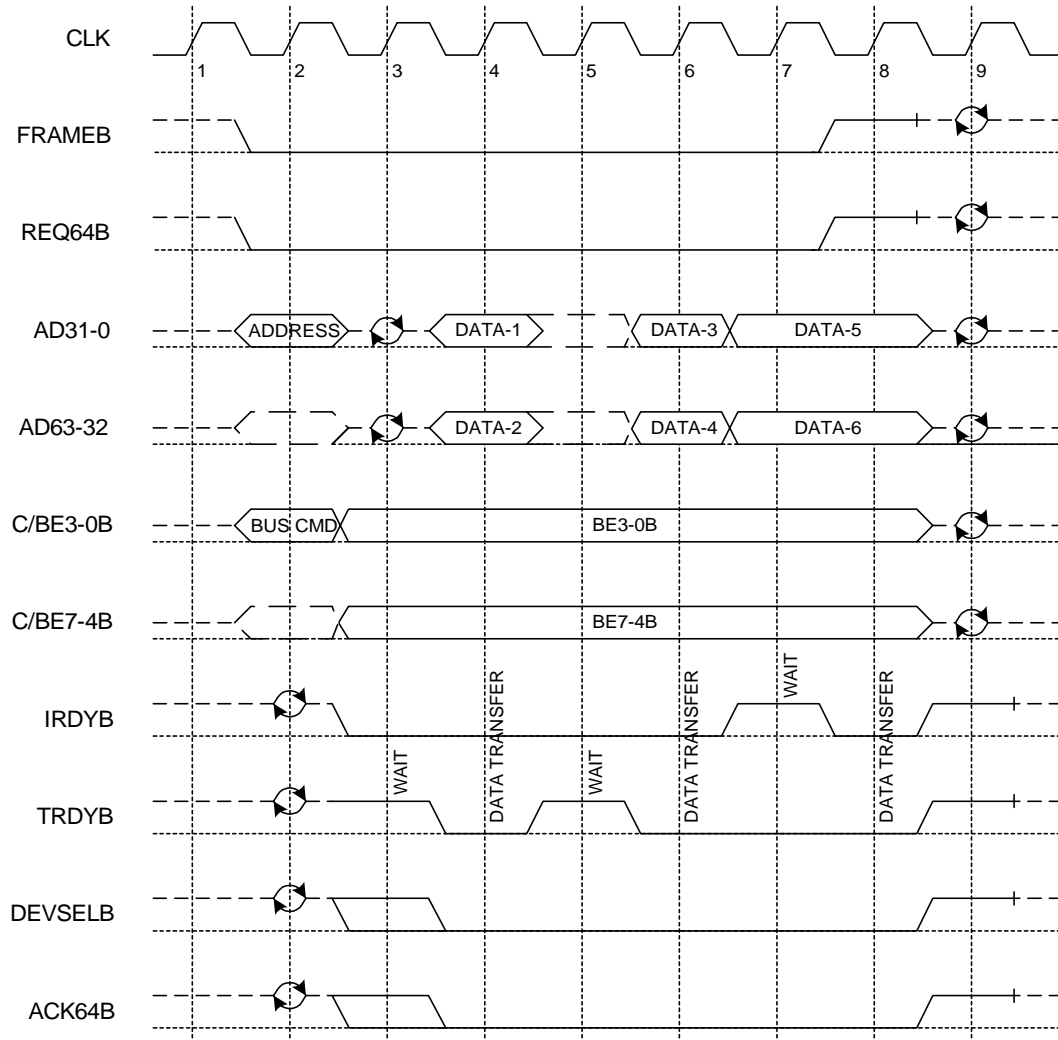 CLK
1 2 3 4 5 6 7 8 9
FRAMEB
REQ64B
AD31-0 ADDRESS DATA-1 DATA-3 DATA-5
AD63-32 DATA-2 DATA-4 DATA-6
C/BE3-0B BUS CMD BE3-0B
C/BE7-4B BE7-4B
IRDYB
WAIT
DATA TRANSFER
WAIT
DATA TRANSFER
WAIT
DATA TRANSFER
TRDYB
DEVSELB
ACK64B